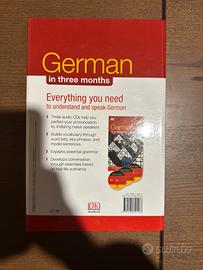 German
in three months
Everything you need
to understand and speak German
Three audio CDs help you
perfect your pronunciation
by imitating native speakers
Build vocabulary through
word lists, key phrases, and
model sentences
Explains essential grammar
Develops conversation
through exercises based
on real-life scenarios
German
DK
Subito